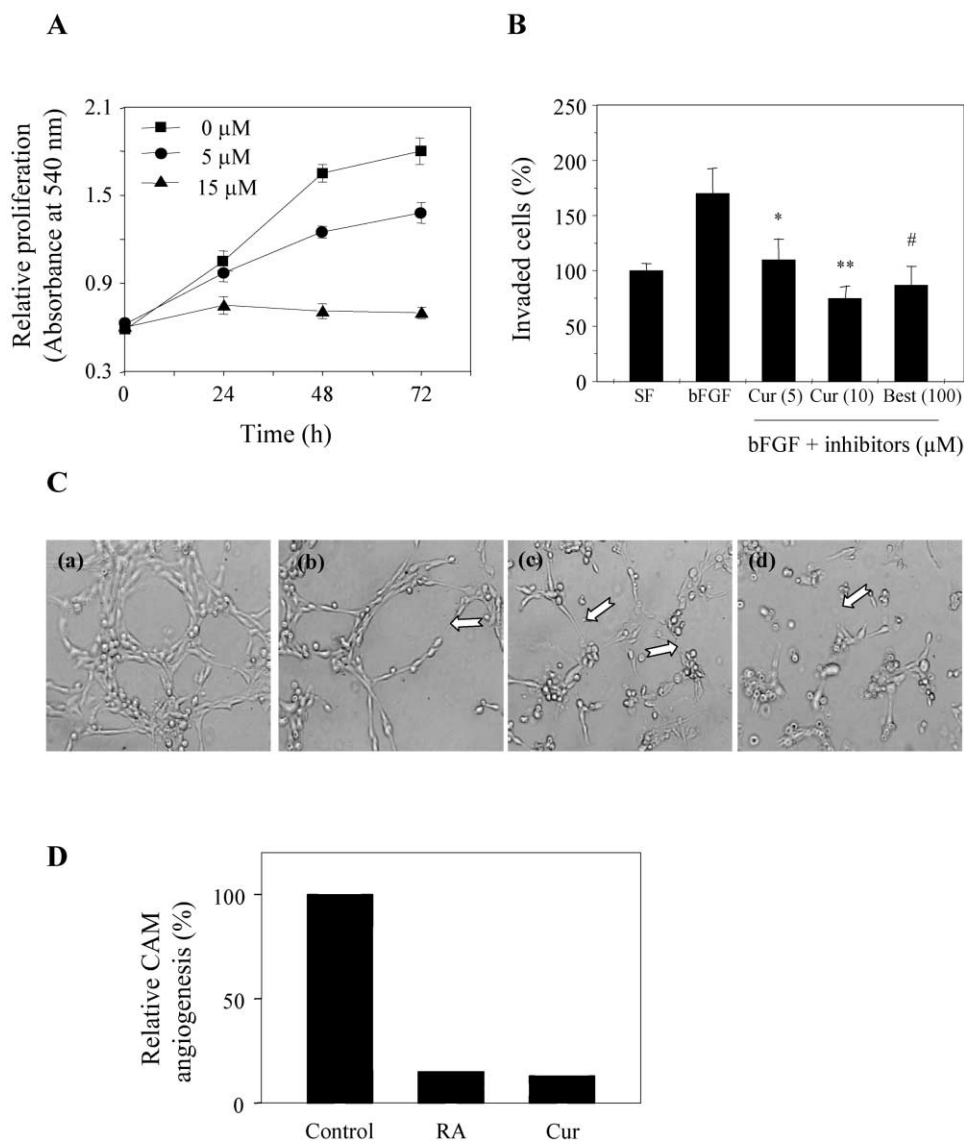 A
Relative proliferation
(Absorbance at 540 nm)
2.1
1.5
0.9
0.3
0 μM
5 μM
15 μM
0 24 48 72
Time (h)
B
Invaded cells (%)
250
200
150
100
50
0
* ** #
SF bFGF Cur (5) Cur (10) Best (100)
bFGF + inhibitors (μM)
C
(a) (b) (c) (d)
D
Relative CAM
angiogenesis (%)
100
50
0
Control RA Cur